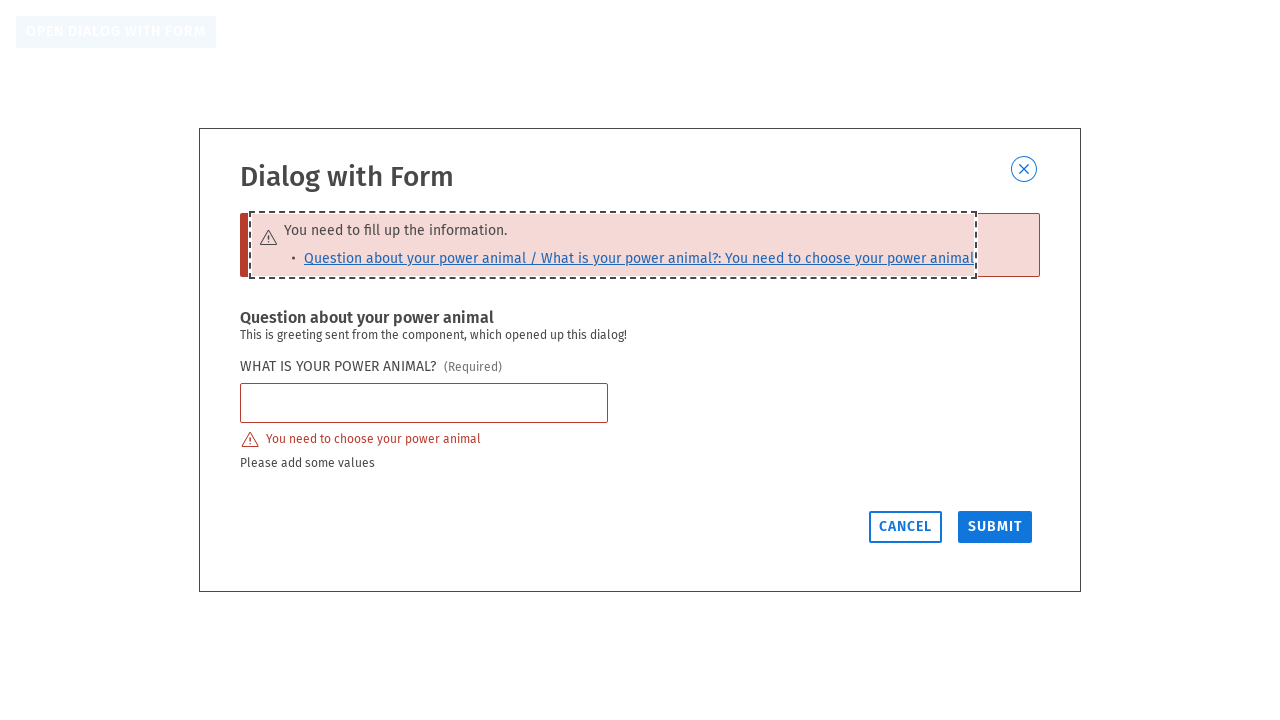 OPEN DIALOG WITH FORM
Dialog with Form
You need to fill up the information.
• Question about your power animal / What is your power animal?: You need to choose your power animal
Question about your power animal
This is greeting sent from the component, which opened up this dialog!
WHAT IS YOUR POWER ANIMAL? (Required)
You need to choose your power animal
Please add some values
CANCEL SUBMIT